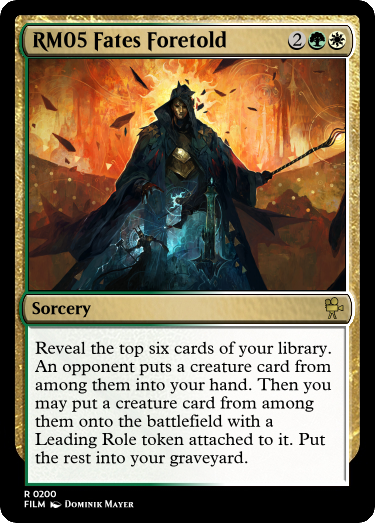 RM05 Fates Foretold 2
Sorcery
Reveal the top six cards of your library.
An opponent puts a creature card from
among them into your hand. Then you
may put a creature card from among
them onto the battlefield with a
Leading Role token attached to it. Put
the rest into your graveyard.
R 0200
FILM Dominik Mayer